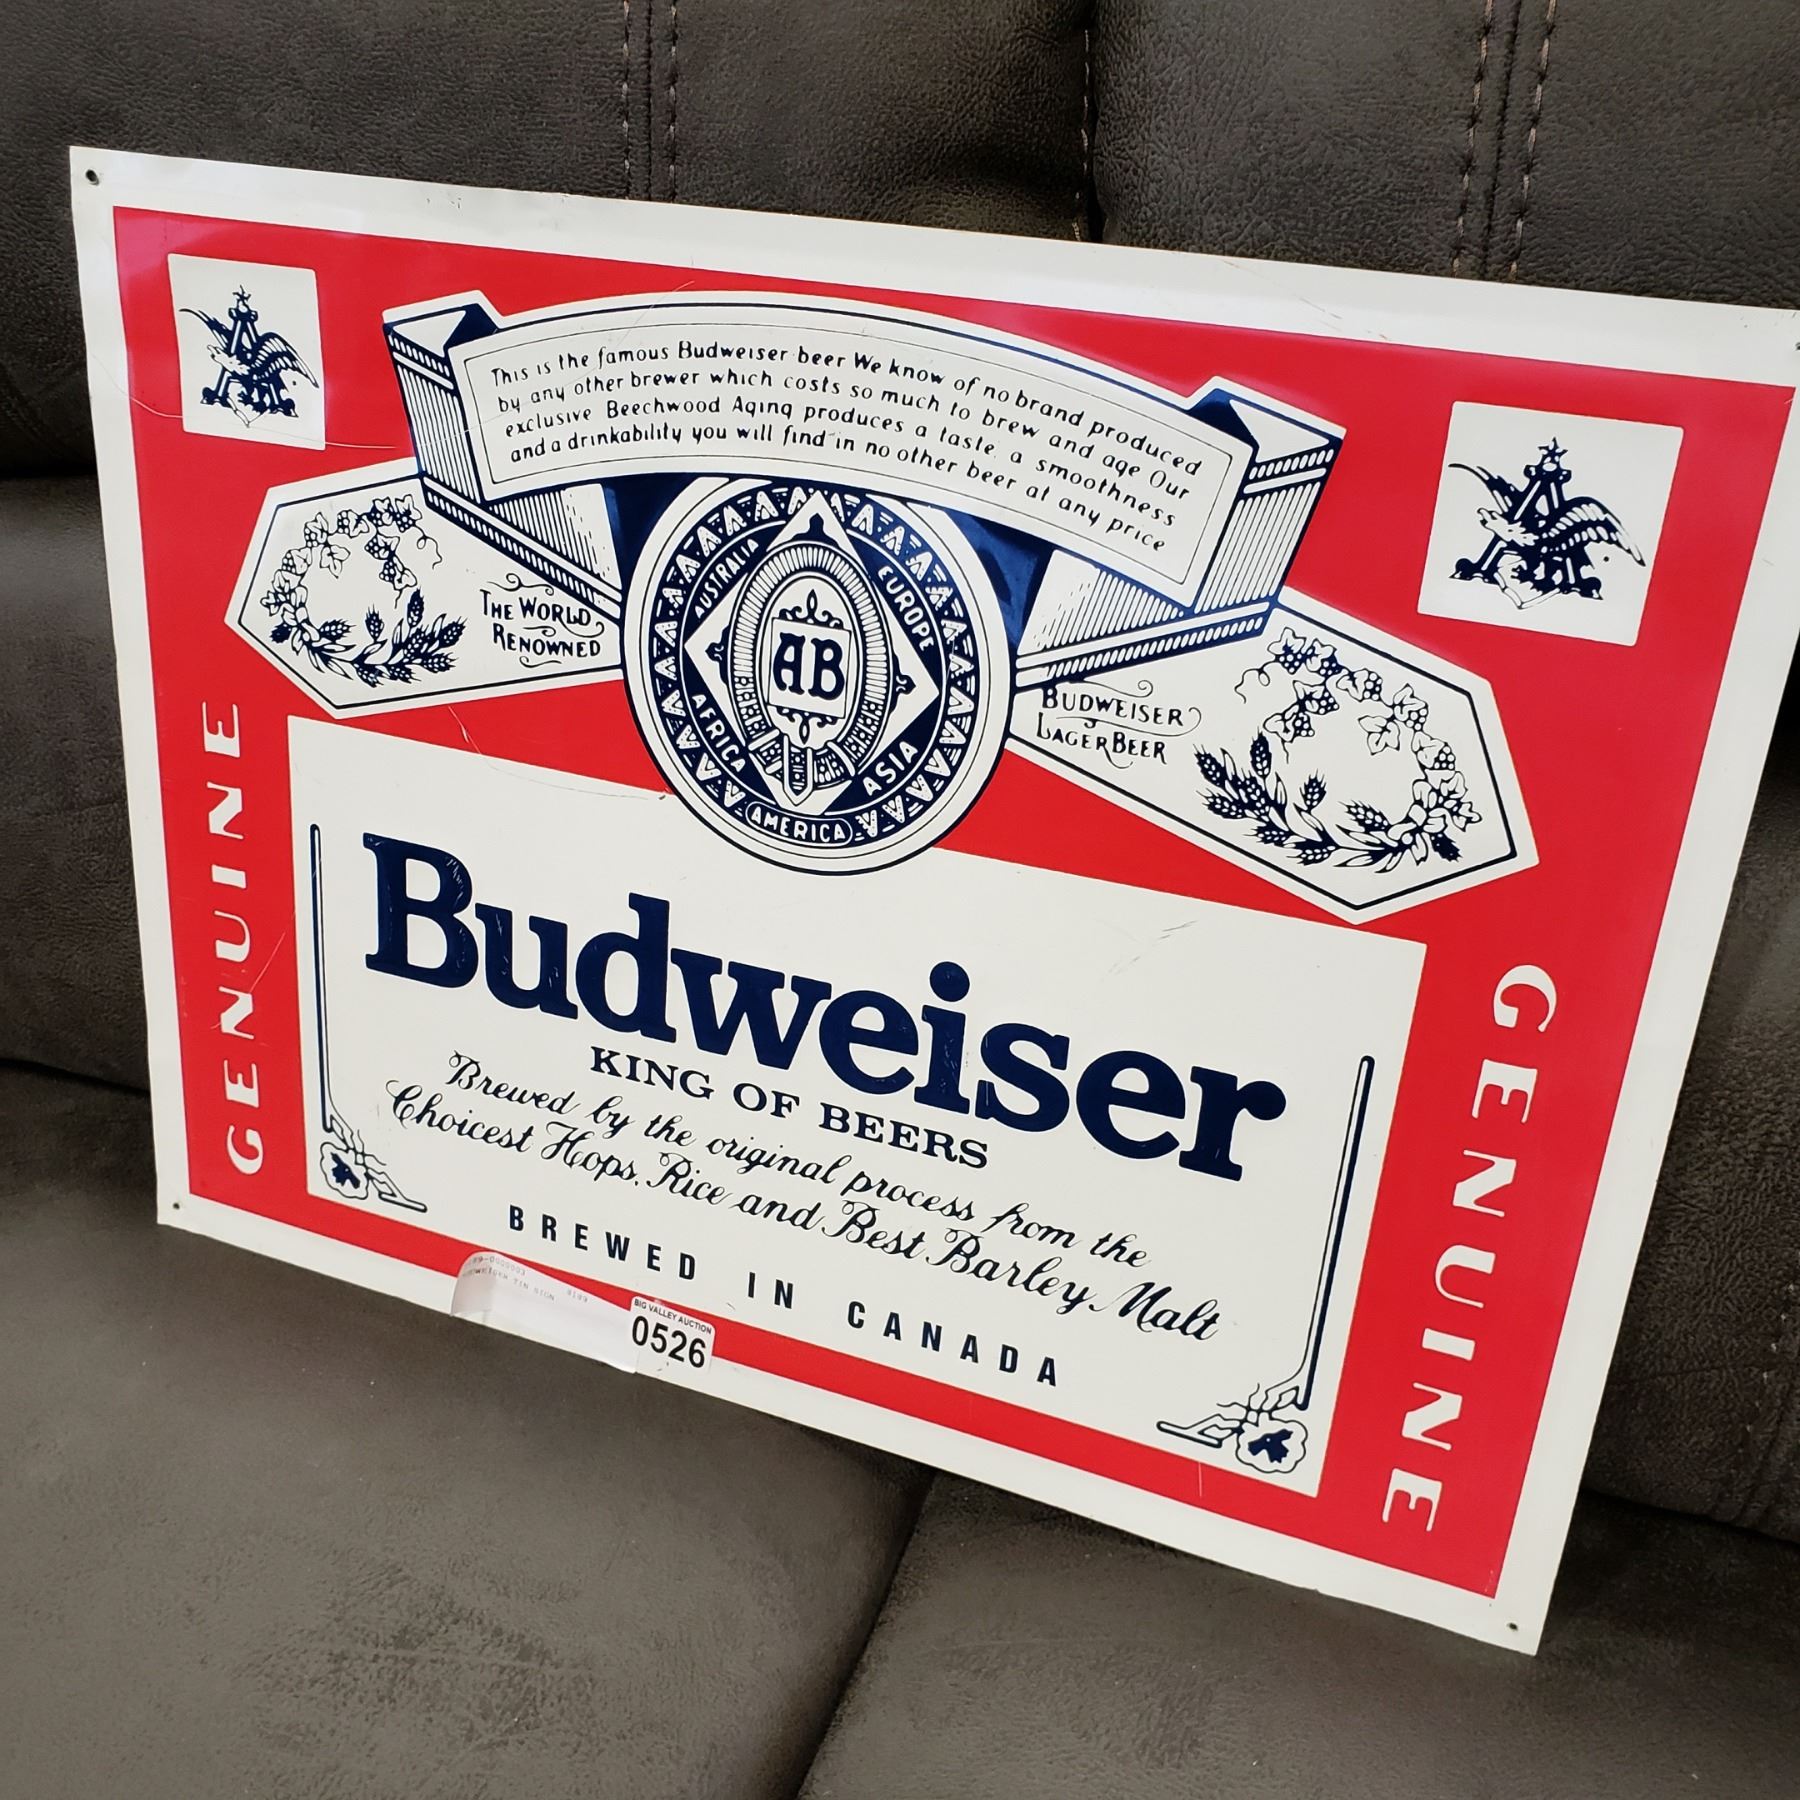 This is the famous Budweiser beer We know of no brand produced
by any other brewer which costs so much to brew and age Our
exclusive Beechwood Aging produces a taste, a smoothness
and a drinkability you will find in no other beer at any price
THE WORLD
RENOWNED
AUSTRALIA
EUROPE
AB
AFRICA
ASIA
AMERICA
BUDWEISER
LAGER BEER
GENUINE
GENUINE
Budweiser
KING OF BEERS
Brewed by the original process from the
Choicest Hops, Rice and Best Barley Malt
BREWED IN CANADA
TIN SIGN 8189
BIG VALLEY AUCTION
0526